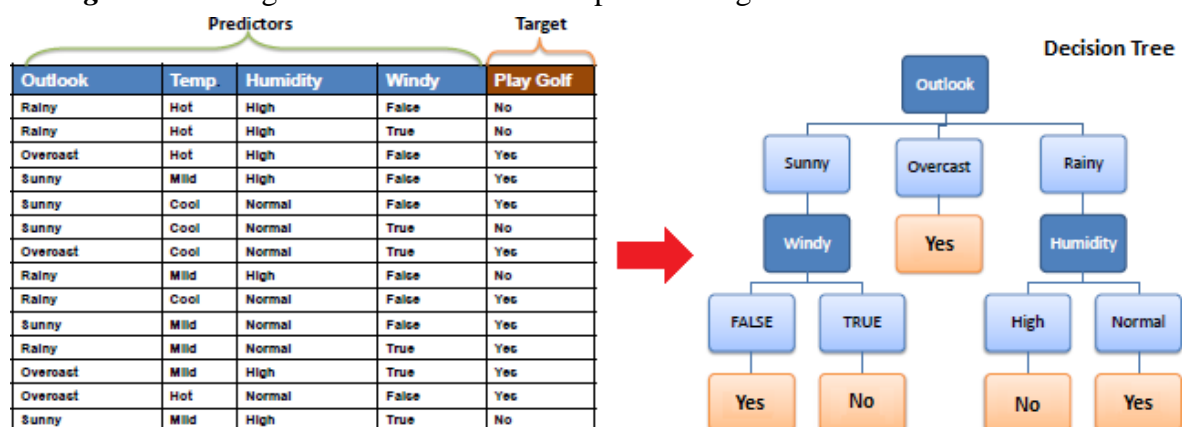 Predictors Target
Outlook Temp. Humidity Windy Play Golf
Rainy Hot High False No
Rainy Hot High True No
Overcast Hot High False Yes
Sunny Mild High False Yes
Sunny Cool Normal False Yes
Sunny Cool Normal True No
Overcast Cool Normal True Yes
Rainy Mild High False No
Rainy Cool Normal False Yes
Sunny Mild Normal False Yes
Rainy Mild Normal True Yes
Overcast Mild High True Yes
Overcast Hot Normal False Yes
Sunny Mild High True No
Decision Tree
Outlook
Sunny Overcast Rainy
Windy Yes Humidity
FALSE TRUE High Normal
Yes No No Yes